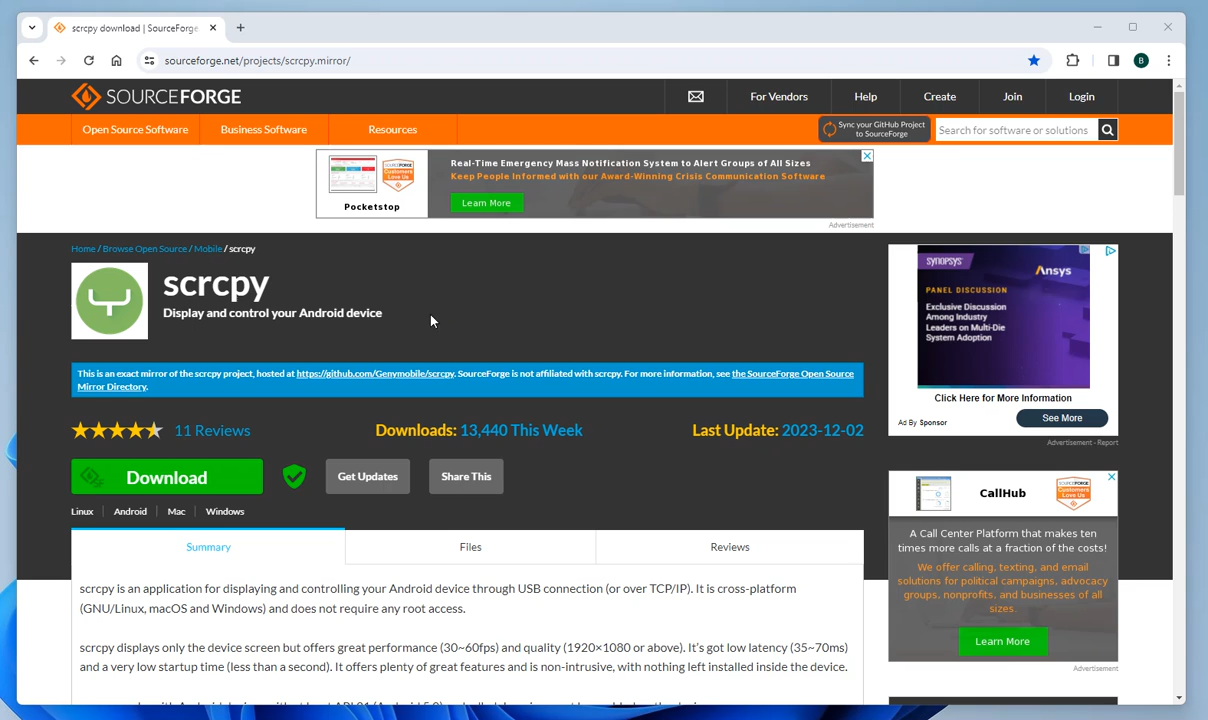 scrcpy download | SourceForge
sourceforge.net/projects/scrcpy.mirror/
B
SOURCEFORGE
For Vendors
Help
Create
Join
Login
Open Source Software
Business Software
Resources
Sync your GitHub Project
to SourceForge
Search for software or solutions
Real-Time Emergency Mass Notification System to Alert Groups of All Sizes
Keep People Informed with our Award-Winning Crisis Communication Software
Learn More
Pocketstop
SOURCEFORGE
Customers
Love Us
Advertisement
Home / Browse Open Source / Mobile / scrcpy
scrcpy
Display and control your Android device
This is an exact mirror of the scrcpy project, hosted at https://github.com/Genymobile/scrcpy. SourceForge is not affiliated with scrcpy. For more information, see the SourceForge Open Source
Mirror Directory.
11 Reviews
Downloads: 13,440 This Week
Last Update: 2023-12-02
Download
Get Updates
Share This
Linux
Android
Mac
Windows
Summary
Files
Reviews
scrcpy is an application for displaying and controlling your Android device through USB connection (or over TCP/IP). It is cross-platform
(GNU/Linux, macOS and Windows) and does not require any root access.
scrcpy displays only the device screen but offers great performance (30~60fps) and quality (1920×1080 or above). It's got low latency (35~70ms)
and a very low startup time (less than a second). It offers plenty of great features and is non-intrusive, with nothing left installed inside the device.
SYNOPSYS
Ansys
PANEL DISCUSSION
Exclusive Discussion
Among Industry
Leaders on Multi-Die
System Adoption
Click Here for More Information
Ad By Sponsor
See More
Advertisement - Report
CallHub
SOURCEFORGE
Customers
Love Us
A Call Center Platform that makes ten
times more calls at a fraction of the costs!
We offer calling, texting, and email
solutions for political campaigns, advocacy
groups, nonprofits, and businesses of all
sizes.
Learn More
Advertisement